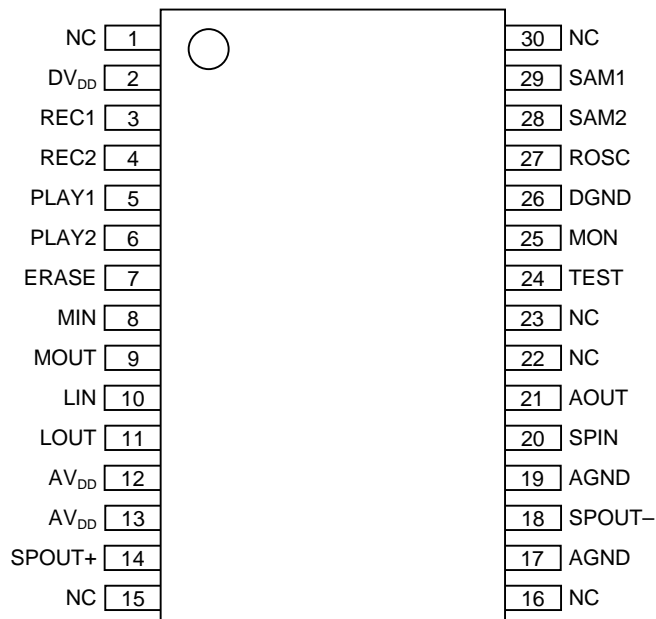 NC 1 30 NC
DV_DD 2 29 SAM1
REC1 3 28 SAM2
REC2 4 27 ROSC
PLAY1 5 26 DGND
PLAY2 6 25 MON
ERASE 7 24 TEST
MIN 8 23 NC
MOUT 9 22 NC
LIN 10 21 AOUT
LOUT 11 20 SPIN
AV_DD 12 19 AGND
AV_DD 13 18 SPOUT–
SPOUT+ 14 17 AGND
NC 15 16 NC